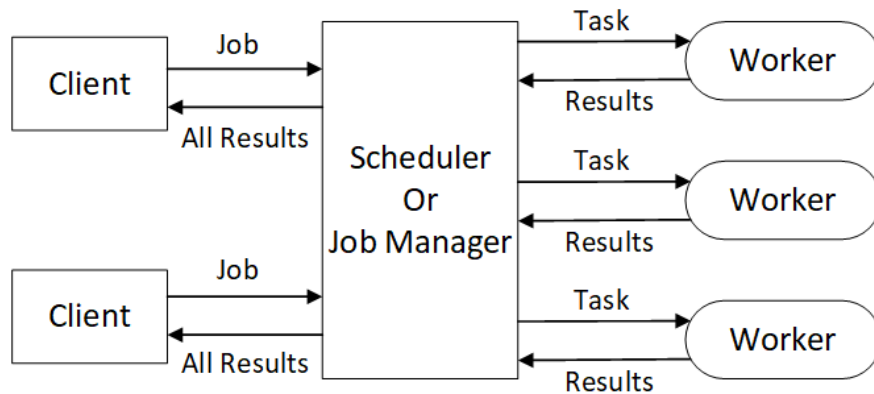 Job
Client
All Results
Job
Client
All Results
Scheduler
Or
Job Manager
Task
Worker
Results
Task
Worker
Results
Task
Worker
Results